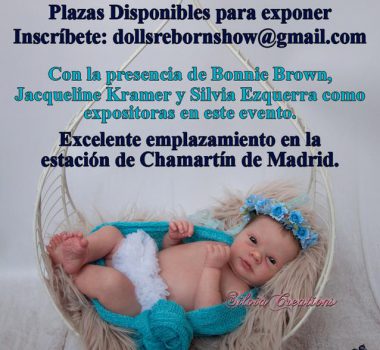 Plazas Disponibles para exponer
Inscríbete: dollsrebornshow@gmail.com
Con la presencia de Bonnie Brown,
Jacqueline Kramer y Silvia Ezquerra como
expositoras en este evento.
Excelente emplazamiento en la
estación de Chamartín de Madrid.
Silvia Creations